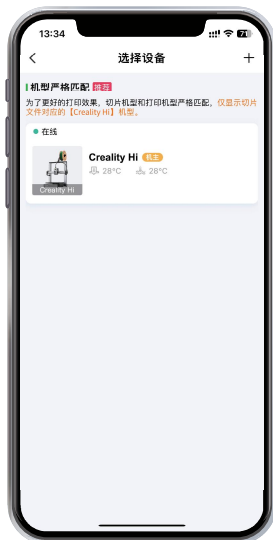 13:34
71
选择设备
机型严格匹配 推荐
为了更好的打印效果，切片机型和打印机型严格匹配，仅显示切片
文件对应的【Creality Hi】机型。
在线
Creality Hi 机主
28°C 28°C
Creality Hi